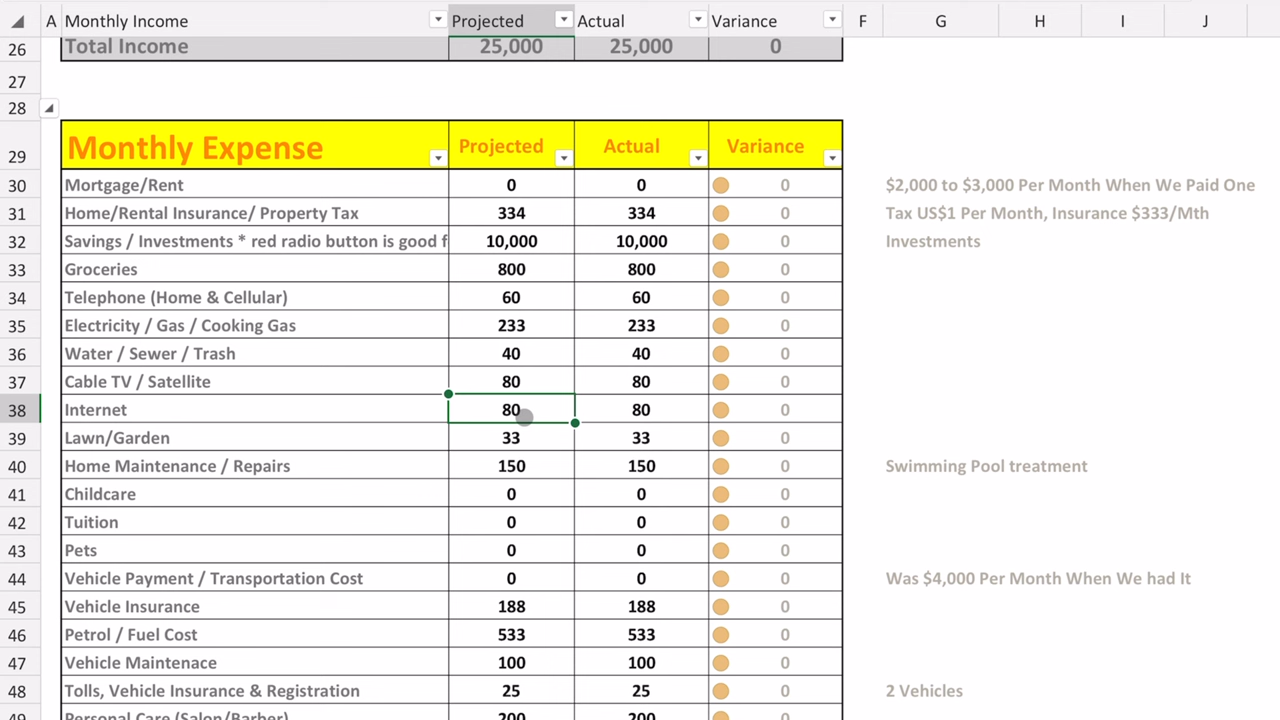 A Monthly Income Projected Actual Variance F G H I J
26 Total Income 25,000 25,000 0
27
28
29 Monthly Expense Projected Actual Variance
30 Mortgage/Rent 0 0 0 $2,000 to $3,000 Per Month When We Paid One
31 Home/Rental Insurance/ Property Tax 334 334 0 Tax US$1 Per Month, Insurance $333/Mth
32 Savings / Investments * red radio button is good f 10,000 10,000 0 Investments
33 Groceries 800 800 0
34 Telephone (Home & Cellular) 60 60 0
35 Electricity / Gas / Cooking Gas 233 233 0
36 Water / Sewer / Trash 40 40 0
37 Cable TV / Satellite 80 80 0
38 Internet 80 80 0
39 Lawn/Garden 33 33 0
40 Home Maintenance / Repairs 150 150 0 Swimming Pool treatment
41 Childcare 0 0 0
42 Tuition 0 0 0
43 Pets 0 0 0
44 Vehicle Payment / Transportation Cost 0 0 0 Was $4,000 Per Month When We had It
45 Vehicle Insurance 188 188 0
46 Petrol / Fuel Cost 533 533 0
47 Vehicle Maintenace 100 100 0
48 Tolls, Vehicle Insurance & Registration 25 25 0 2 Vehicles
49 Personal Care (Salon/Barber) 200 200 0